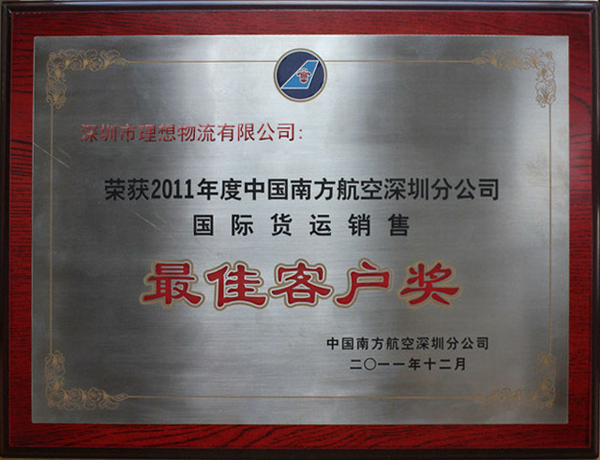 深圳市理想物流有限公司：
荣获2011年度中国南方航空深圳分公司
国际货运销售
最佳客户奖
中国南方航空深圳分公司
二〇一一年十二月